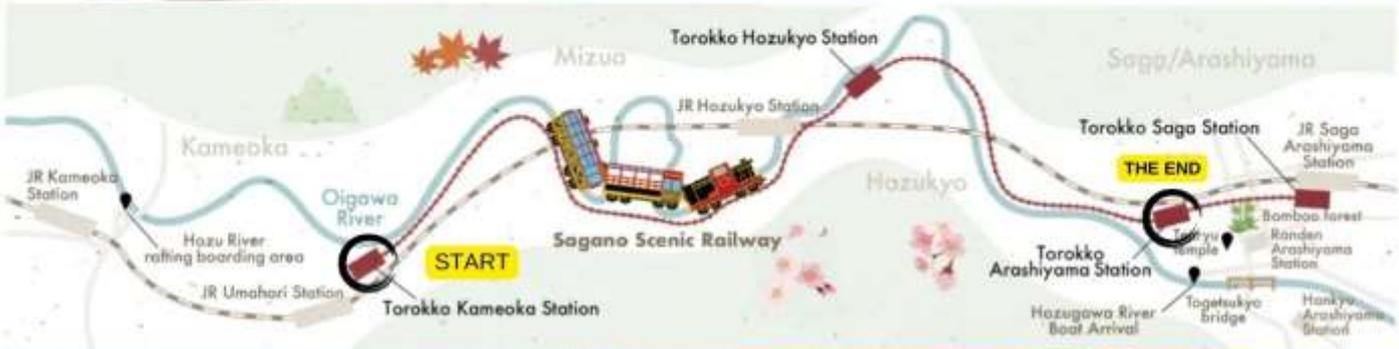 Torokko Hozukyo Station
Mizuo
Saga/Arashiyama
JR Hozukyo Station
Torokko Saga Station
JR Saga
Arashiyama
Station
Kameoka
THE END
JR Kameoka
Station
Hozukyo
Oigawa
River
Bamboo forest
Hozu River
rafting boarding area
START
Sagano Scenic Railway
Torokko
Arashiyama Station
Temple
Randen
Arashiyama
Station
JR Umahori Station
Torokko Kameoka Station
Hozugawa River
Boat Arrival
Togetsukyo
bridge
Hankyu
Arashiyama
Station